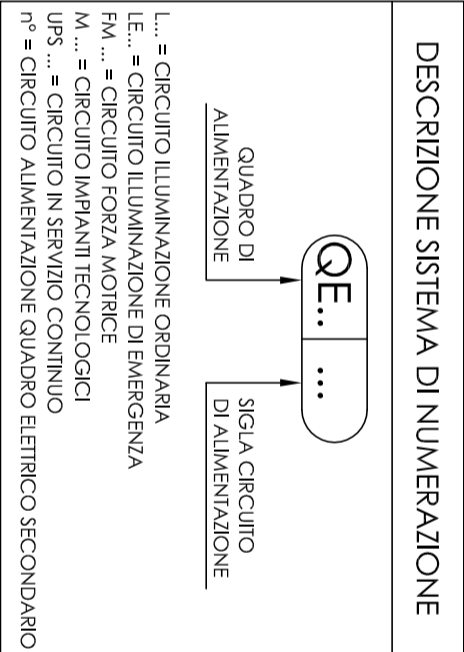 DESCRIZIONE SISTEMA DI NUMERAZIONE
QE.. ...
QUADRO DI
ALIMENTAZIONE
SIGLA CIRCUITO
DI ALIMENTAZIONE
L... = CIRCUITO ILLUMINAZIONE ORDINARIA
LE... = CIRCUITO ILLUMINAZIONE DI EMERGENZA
FM ... = CIRCUITO FORZA MOTRICE
M ... = CIRCUITO IMPIANTI TECNOLOGICI
UPS ... = CIRCUITO IN SERVIZIO CONTINUO
n° = CIRCUITO ALIMENTAZIONE QUADRO ELETTRICO SECONDARIO